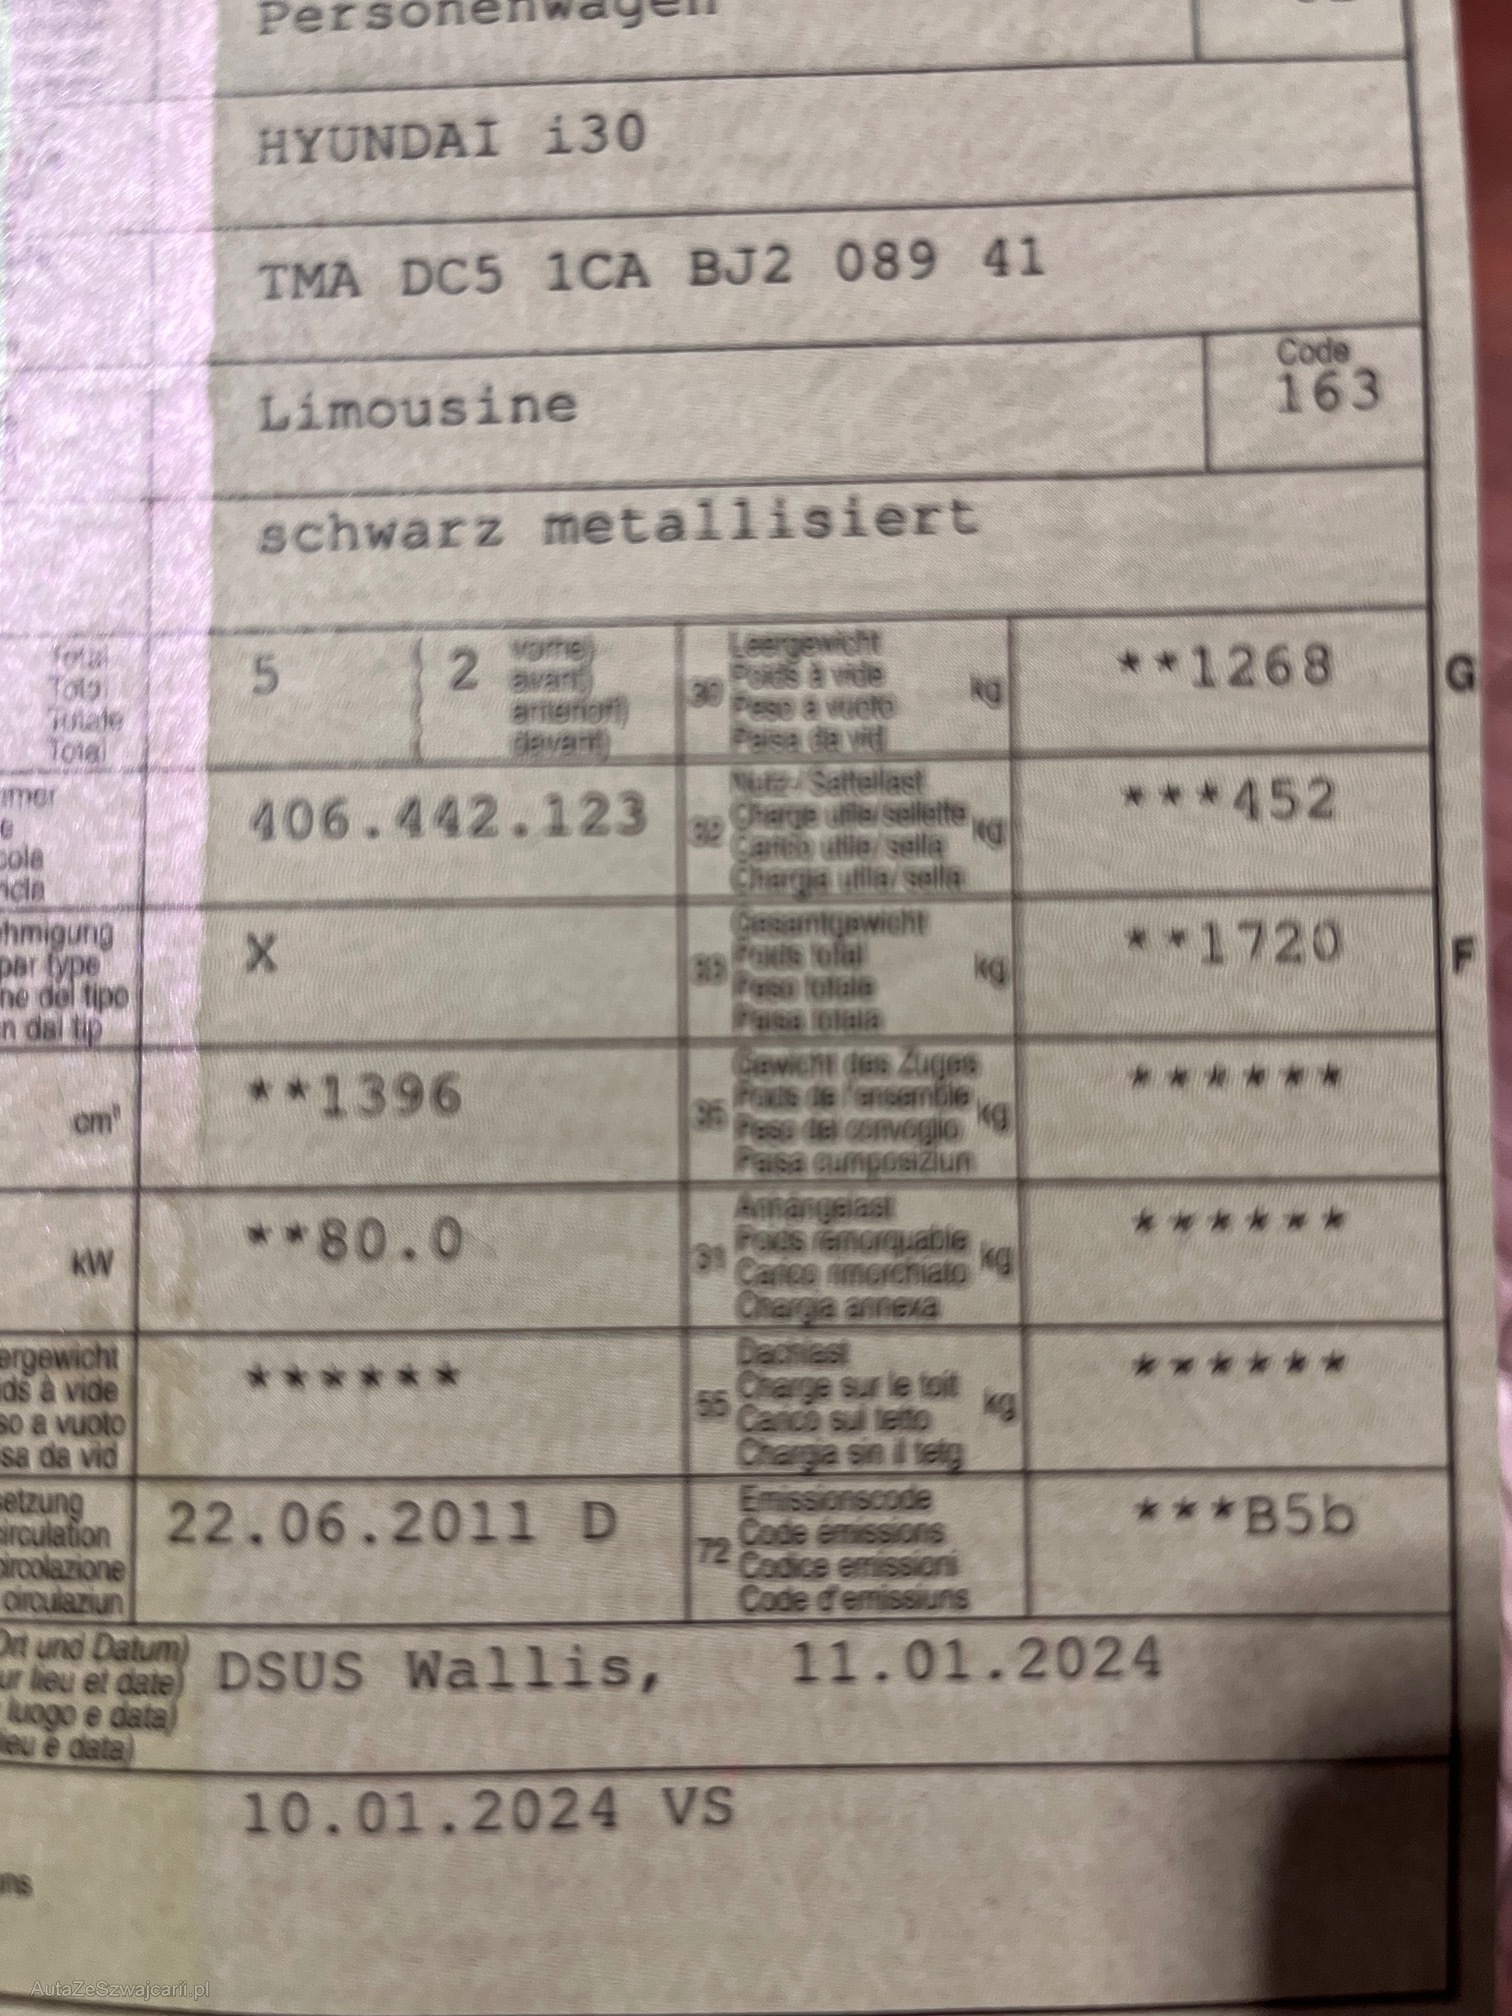 Personenwagen
HYUNDAI i30
TMA DC5 1CA BJ2 089 41
Limousine
Code
163
schwarz metallisiert
Total
Total
Totale
Total
5
2
vorne)
avant)
anteriori)
davant)
30
Leergewicht
Poids à vide
Peso a vuoto
Paisa da vid
kg
**1268
G
406.442.123
32
Nutz-/Sattellast
Charge utile/sellette
Carico utile/sella
Chargia utila/sella
kg
***452
hmigung
par type
ne del tipo
n dal tip
X
33
Gesamtgewicht
Poids total
Peso totale
Paisa totala
kg
**1720
F
cm³
**1396
35
Gewicht des Zuges
Poids de l'ensemble
Peso del convoglio
Paisa cumposiziun
kg
******
kW
**80.0
31
Anhängelast
Poids remorquable
Carico rimorchiato
Chargia annexa
kg
******
ergewicht
ds à vide
so a vuoto
sa da vid
******
55
Dachlast
Charge sur le toit
Carico sul tetto
Chargia sin il tetg
kg
******
etzung
irculation
ircolazione
circulaziun
22.06.2011 D
72
Emissionscode
Code émissions
Codice emissioni
Code d'emissiuns
***B5b
Ort und Datum)
ur lieu et date)
luogo e data)
lieu e data)
DSUS Wallis, 11.01.2024
10.01.2024 VS
AutaZeSzwajcarii.pl